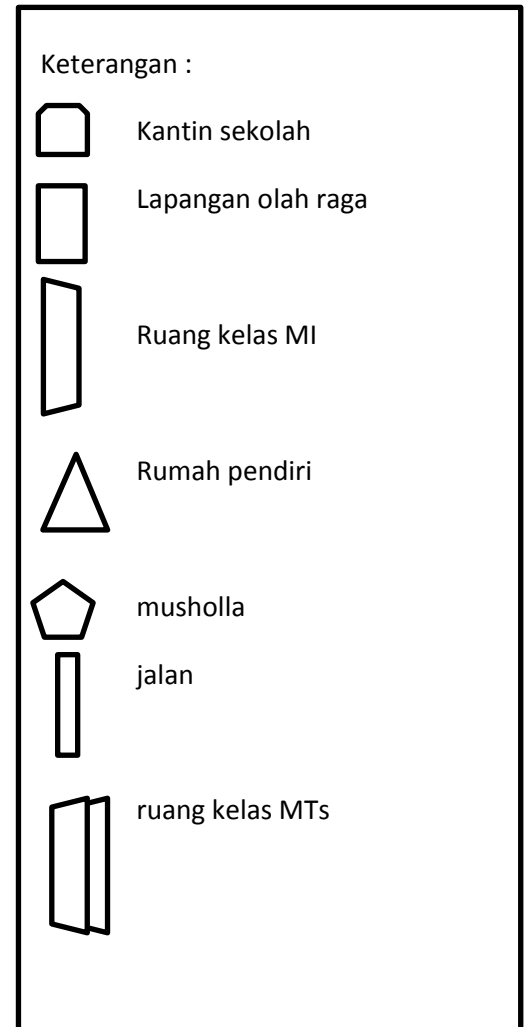 Keterangan :
Kantin sekolah
Lapangan olah raga
Ruang kelas MI
Rumah pendiri
musholla
jalan
ruang kelas MTs